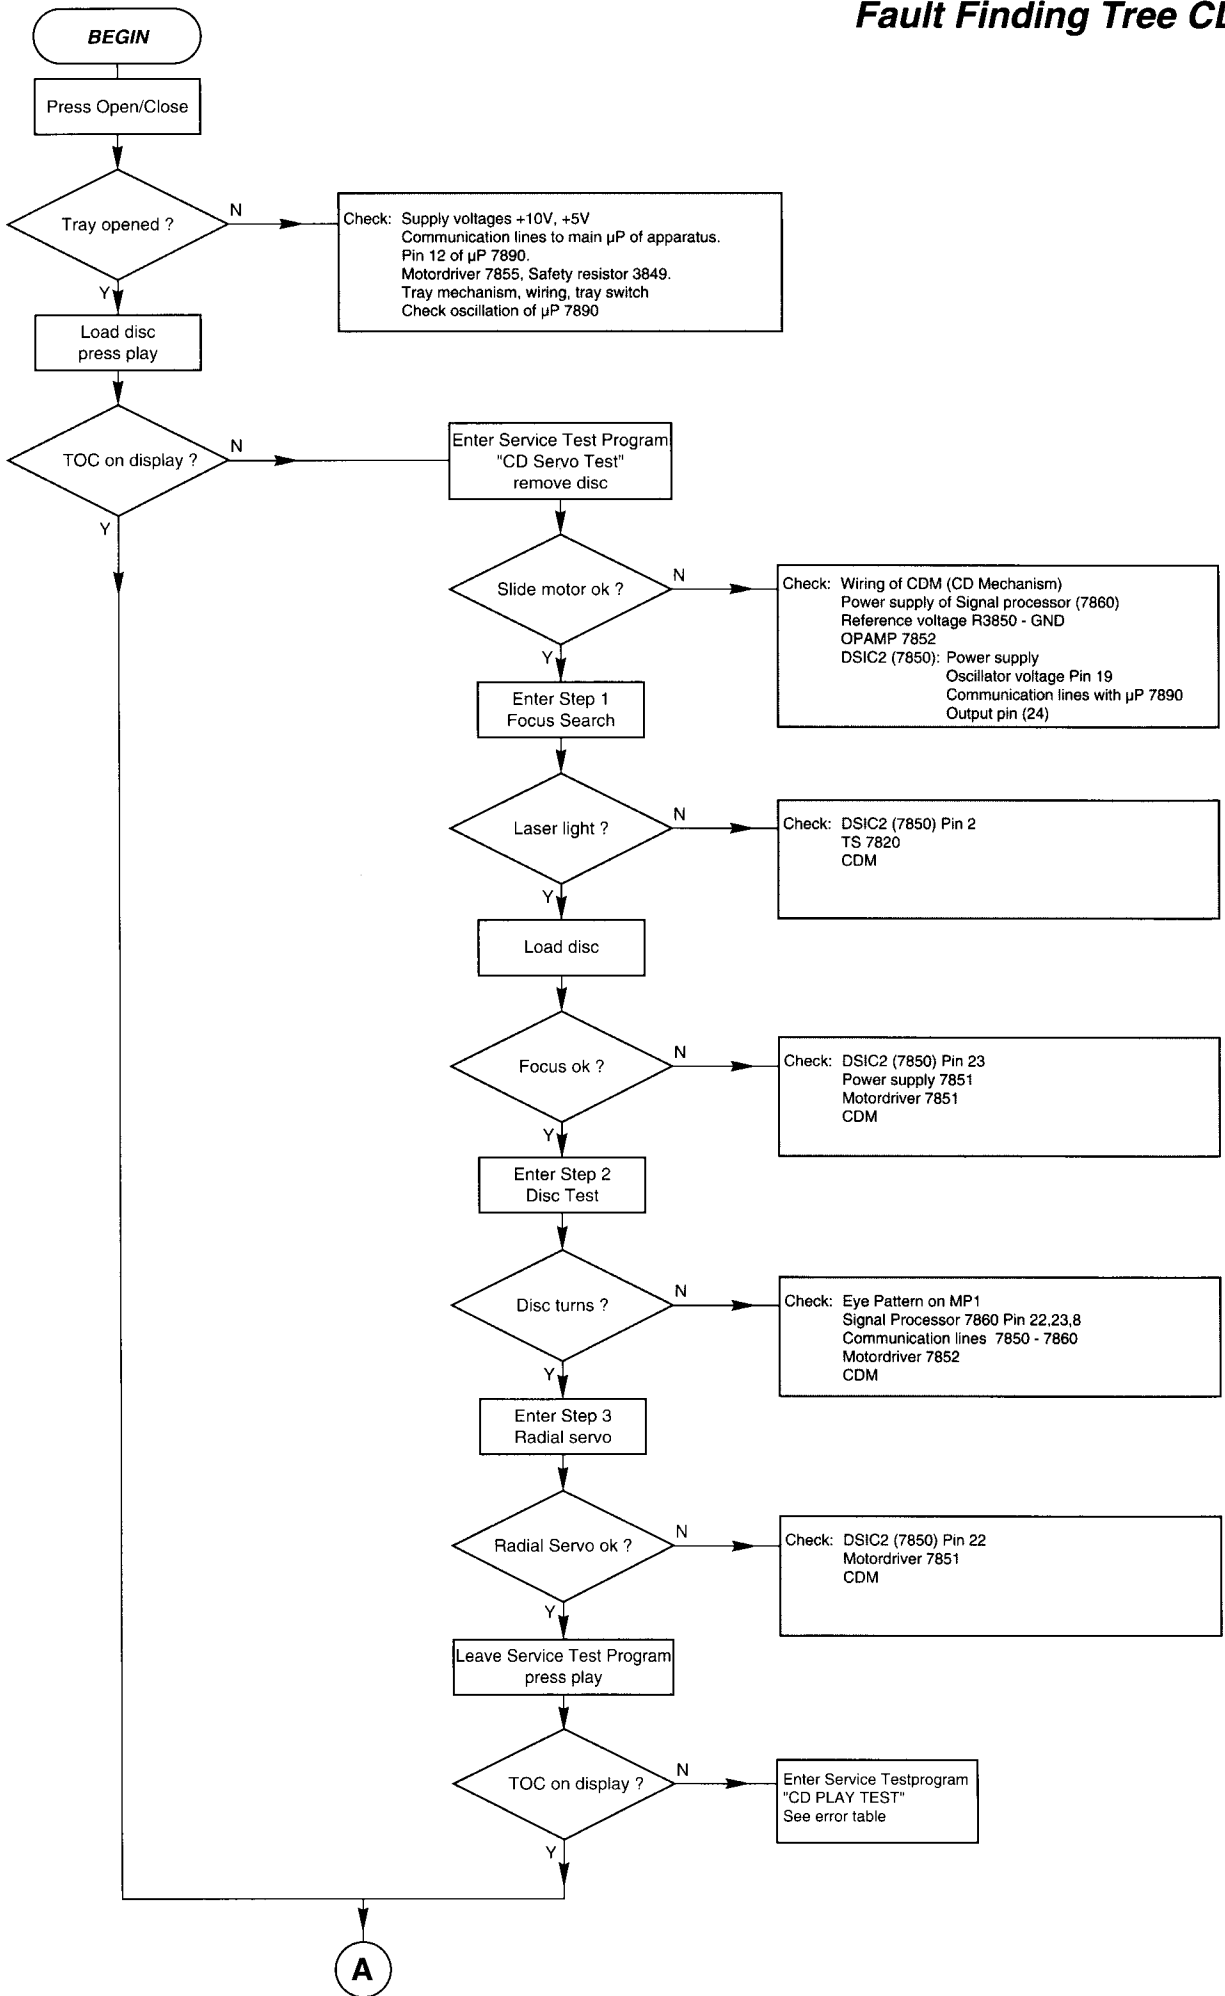 Fault Finding Tree
BEGIN
Press Open/Close
Tray opened ?
N
Y
Check: Supply voltages +10V, +5V
Communication lines to main µP of apparatus.
Pin 12 of µP 7890.
Motordriver 7855, Safety resistor 3849.
Tray mechanism, wiring, tray switch
Check oscillation of µP 7890
Load disc
press play
TOC on display ?
N
Y
Enter Service Test Program
"CD Servo Test"
remove disc
Slide motor ok ?
N
Y
Check: Wiring of CDM (CD Mechanism)
Power supply of Signal processor (7860)
Reference voltage R3850 - GND
OPAMP 7852
DSIC2 (7850): Power supply
Oscillator voltage Pin 19
Communication lines with µP 7890
Output pin (24)
Enter Step 1
Focus Search
Laser light ?
N
Y
Check: DSIC2 (7850) Pin 2
TS 7820
CDM
Load disc
Focus ok ?
N
Y
Check: DSIC2 (7850) Pin 23
Power supply 7851
Motordriver 7851
CDM
Enter Step 2
Disc Test
Disc turns ?
N
Y
Check: Eye Pattern on MP1
Signal Processor 7860 Pin 22,23,8
Communication lines 7850 - 7860
Motordriver 7852
CDM
Enter Step 3
Radial servo
Radial Servo ok ?
N
Y
Check: DSIC2 (7850) Pin 22
Motordriver 7851
CDM
Leave Service Test Program
press play
TOC on display ?
N
Y
Enter Service Testprogram
"CD PLAY TEST"
See error table
A